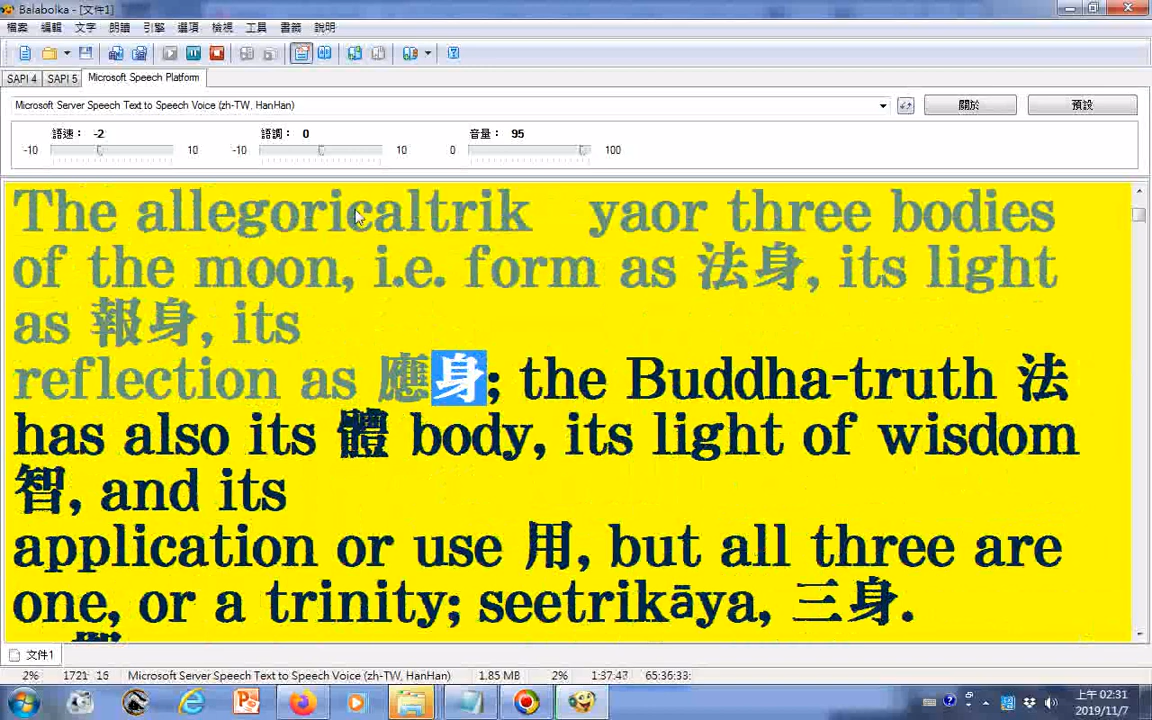 Balabolka - [文件1]
檔案 編輯 文字 朗讀 引擎 選項 檢視 工具 書籤 說明
SAPI 4 SAPI 5 Microsoft Speech Platform
Microsoft Server Speech Text to Speech Voice (zh-TW, HanHan) 關於 預設
語速： -2 語調： 0 音量： 95
-10 10 -10 10 0 100
The allegoricaltrik yaor three bodies
of the moon, i.e. form as 法身, its light
as 報身, its
reflection as 應身; the Buddha-truth 法
has also its 體 body, its light of wisdom
智, and its
application or use 用, but all three are
one, or a trinity; seetrikāya, 三身.
文件1
2% 1721 16 Microsoft Server Speech Text to Speech Voice (zh-TW, HanHan) 1.85 MB 2% 1:37:47 65:36:33
上午 02:31
2019/11/7